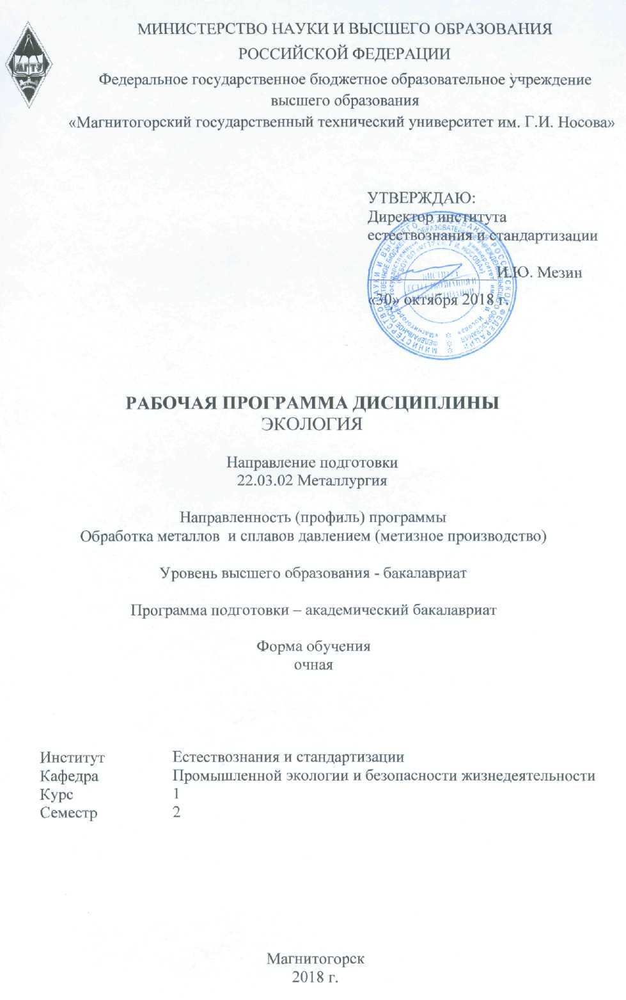 МИНИСТЕРСТВО НАУКИ И ВЫСШЕГО ОБРАЗОВАНИЯ
РОССИЙСКОЙ ФЕДЕРАЦИИ
Федеральное государственное бюджетное образовательное учреждение
высшего образования
«Магнитогорский государственный технический университет им. Г.И. Носова»
МГТУ
УТВЕРЖДАЮ:
Директор института
естествознания и стандартизации
И.Ю. Мезин
«30» октября 2018 г.
РАБОЧАЯ ПРОГРАММА ДИСЦИПЛИНЫ
ЭКОЛОГИЯ
Направление подготовки
22.03.02 Металлургия
Направленность (профиль) программы
Обработка металлов и сплавов давлением (метизное производство)
Уровень высшего образования - бакалавриат
Программа подготовки – академический бакалавриат
Форма обучения
очная
Институт Естествознания и стандартизации
Кафедра Промышленной экологии и безопасности жизнедеятельности
Курс 1
Семестр 2
Магнитогорск
2018 г.